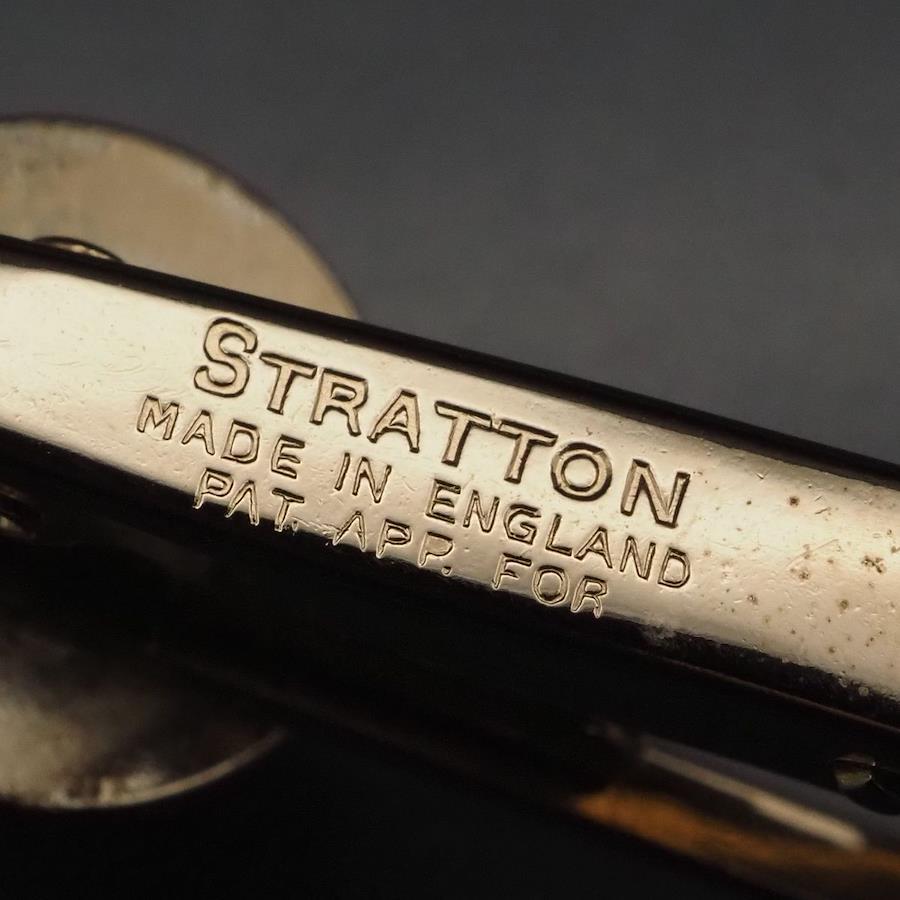 STRATTON
MADE IN ENGLAND
PAT. APP. FOR